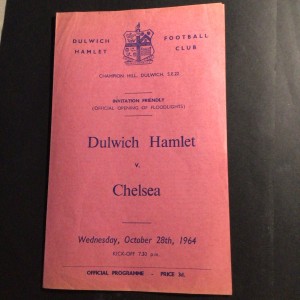 DULWICH FOOTBALL
HAMLET CLUB
CHAMPION HILL, DULWICH, S.E.22
INVITATION FRIENDLY
(OFFICIAL OPENING OF FLOODLIGHTS)
Dulwich Hamlet
v.
Chelsea
Wednesday, October 28th, 1964
KICK-OFF 7.30 p.m.
OFFICIAL PROGRAMME - PRICE 3d.